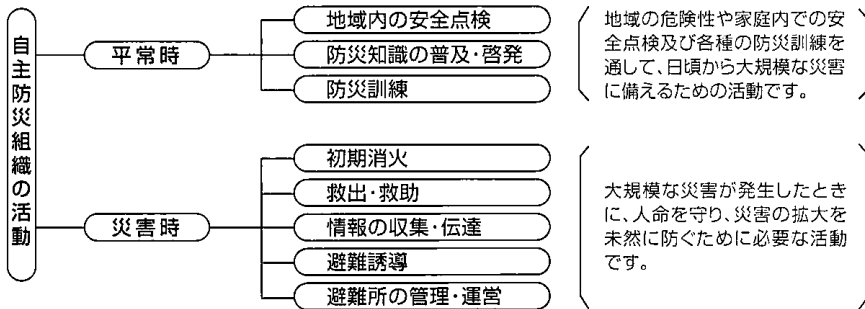 自主防災組織の活動
平常時
地域内の安全点検
防災知識の普及・啓発
防災訓練
地域の危険性や家庭内での安
全点検及び各種の防災訓練を
通して、日頃から大規模な災害
に備えるための活動です。
災害時
初期消火
救出・救助
情報の収集・伝達
避難誘導
避難所の管理・運営
大規模な災害が発生したとき
に、人命を守り、災害の拡大を
未然に防ぐために必要な活動
です。